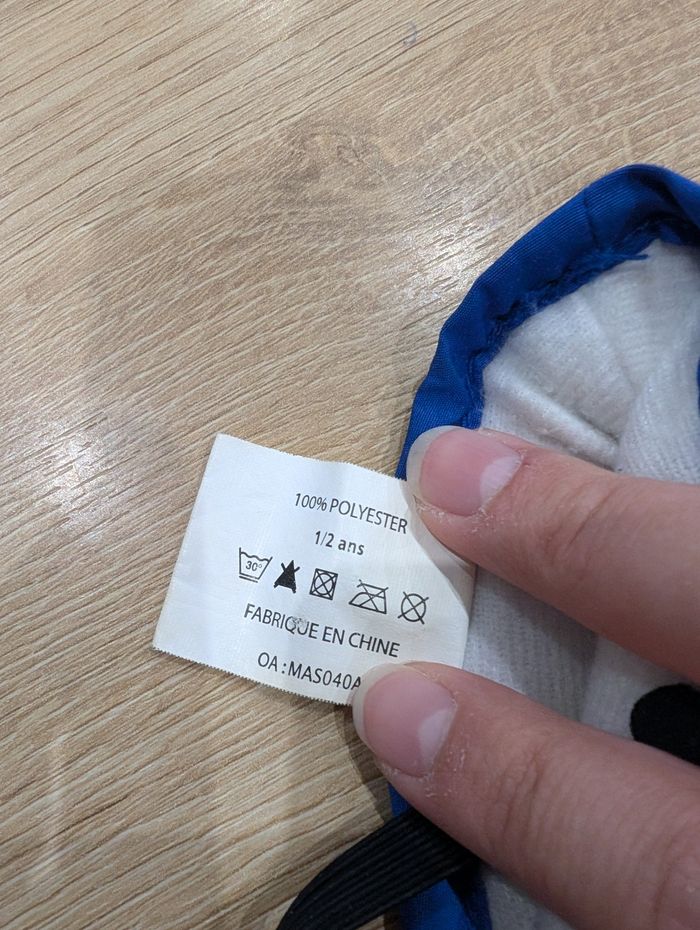 100% POLYESTER
1/2 ans
30°
FABRIQUE EN CHINE
OA : MAS040A